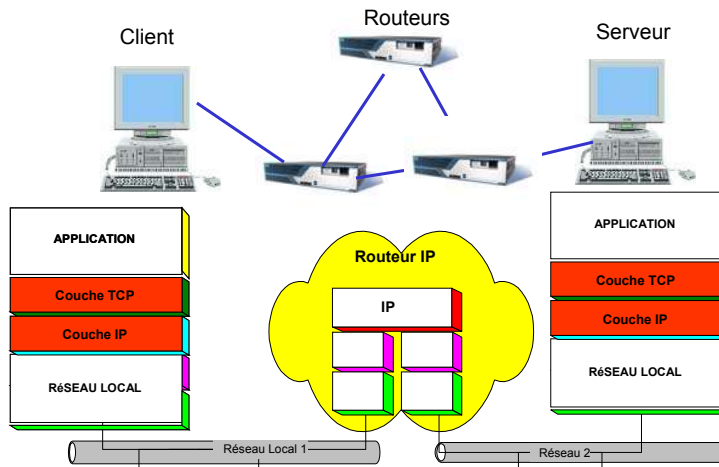 Routeurs
Client
Serveur
APPLICATION
Couche TCP
Couche IP
RéSEAU LOCAL
Routeur IP
IP
APPLICATION
Couche TCP
Couche IP
RéSEAU LOCAL
Réseau Local 1
Réseau 2